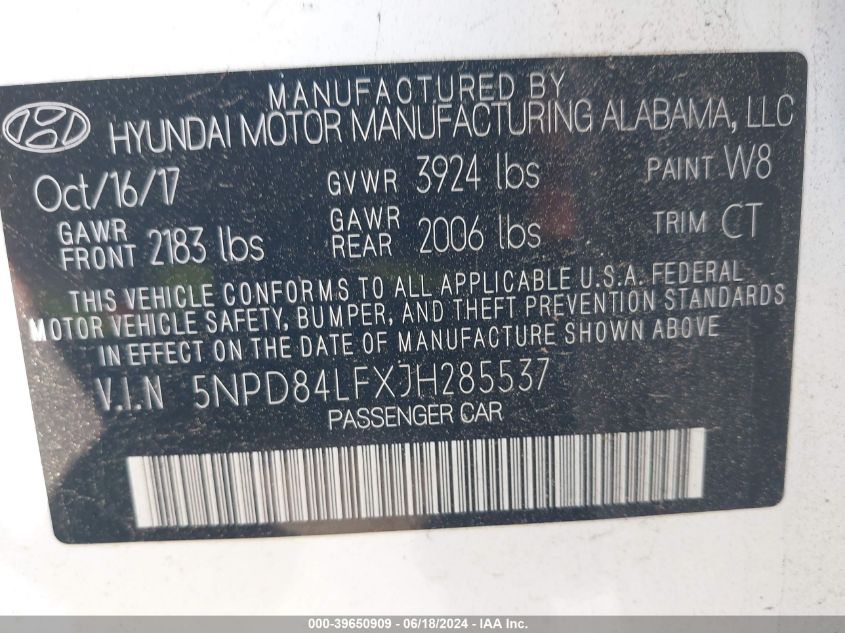 MANUFACTURED BY
HYUNDAI MOTOR MANUFACTURING ALABAMA, LLC
Oct/16/17 GVWR 3924 lbs PAINT W8
GAWR FRONT 2183 lbs GAWR REAR 2006 lbs TRIM CT
THIS VEHICLE CONFORMS TO ALL APPLICABLE U.S.A. FEDERAL
MOTOR VEHICLE SAFETY, BUMPER, AND THEFT PREVENTION STANDARDS
IN EFFECT ON THE DATE OF MANUFACTURE SHOWN ABOVE
V.I.N 5NPD84LFXJH285537
PASSENGER CAR
000-39650909 - 06/18/2024 - IAA, Inc.